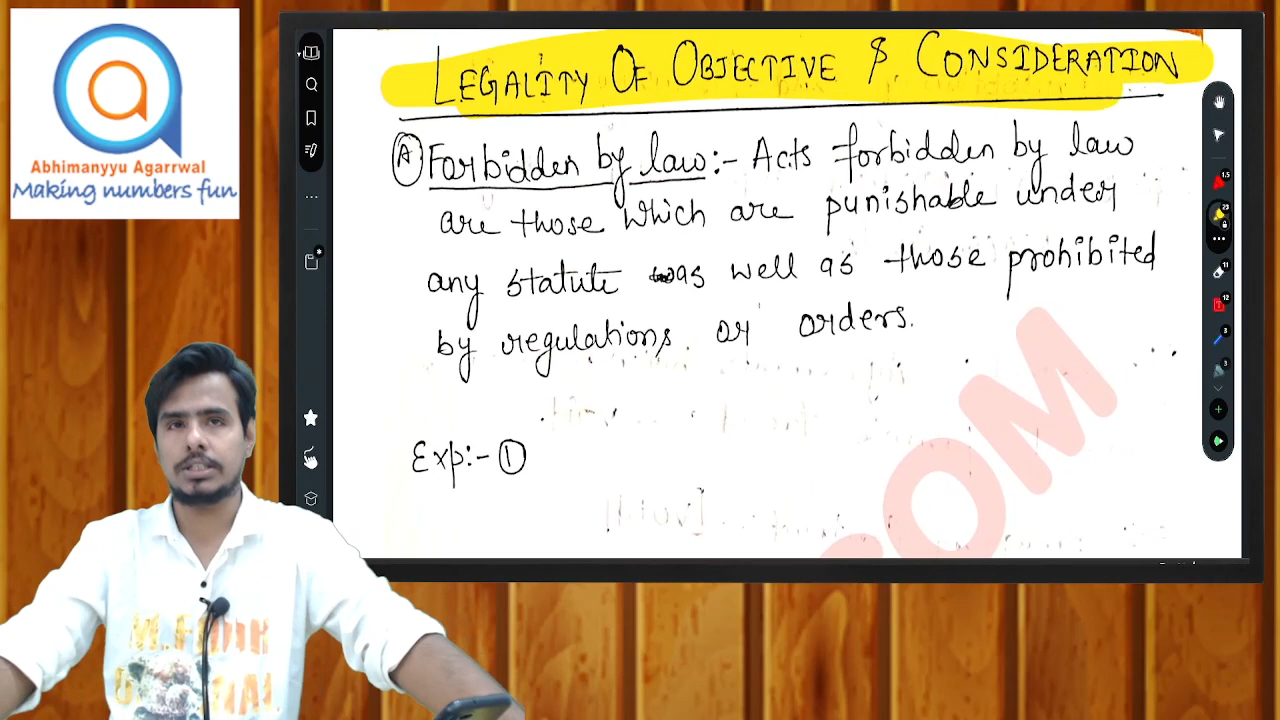 Abhimanyyu Agarrwal
Making numbers fun
LEGALITY OF OBJECTIVE & CONSIDERATION
(A) Forbidden by law :- Acts forbidden by law
are those which are punishable under
any statute as well as those prohibited
by regulations or orders.
Exp:- ①
COM